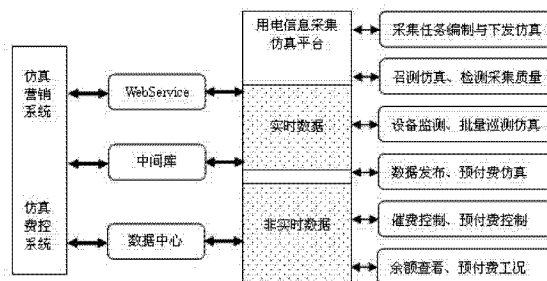 仿真
营销
系统
仿真
费控
系统
WebService
中间库
数据中心
用电信息采集
仿真平台
实时数据
非实时数据
采集任务编制与下发仿真
召测仿真、检测采集质量
设备监测、批量巡测仿真
数据发布、预付费仿真
催费控制、预付费控制
余额查看、预付费工况